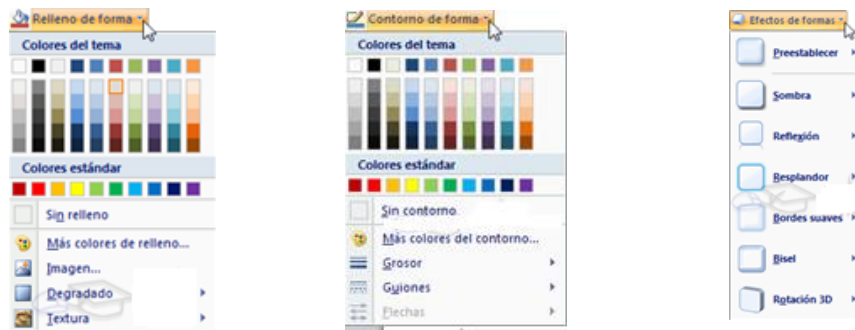 Relleno de forma
Colores del tema
Colores estándar
Sin relleno
Más colores de relleno...
Imagen...
Degradado
Textura
Contorno de forma
Colores del tema
Colores estándar
Sin contorno
Más colores del contorno...
Grosor
Guiones
Flechas
Efectos de formas
Preestablecer
Sombra
Reflexión
Resplandor
Bordes suaves
Bisel
Rotación 3D